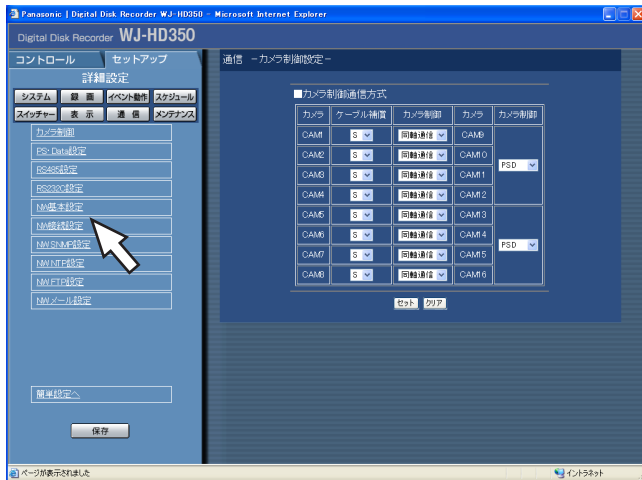 Panasonic | Digital Disk Recorder WJ-HD350 - Microsoft Internet Explorer
Digital Disk Recorder WJ-HD350
コントロール セットアップ
詳細設定
システム 録 画 イベント動作 スケジュール
スイッチャー 表 示 通 信 メンテナンス
カメラ制御
PS・Data設定
RS485設定
RS232C設定
NW基本設定
NW接続設定
NW SNMP設定
NW NTP設定
NW FTP設定
NWメール設定
簡単設定へ
保存
通信 -カメラ制御設定-
■カメラ制御通信方式
カメラ ケーブル補償 カメラ制御 カメラ カメラ制御
CAM1 S 同軸通信 CAM9
CAM2 S 同軸通信 CAM10
PSD
CAM3 S 同軸通信 CAM11
CAM4 S 同軸通信 CAM12
CAM5 S 同軸通信 CAM13
CAM6 S 同軸通信 CAM14
PSD
CAM7 S 同軸通信 CAM15
CAM8 S 同軸通信 CAM16
セット クリア
ページが表示されました
イントラネット